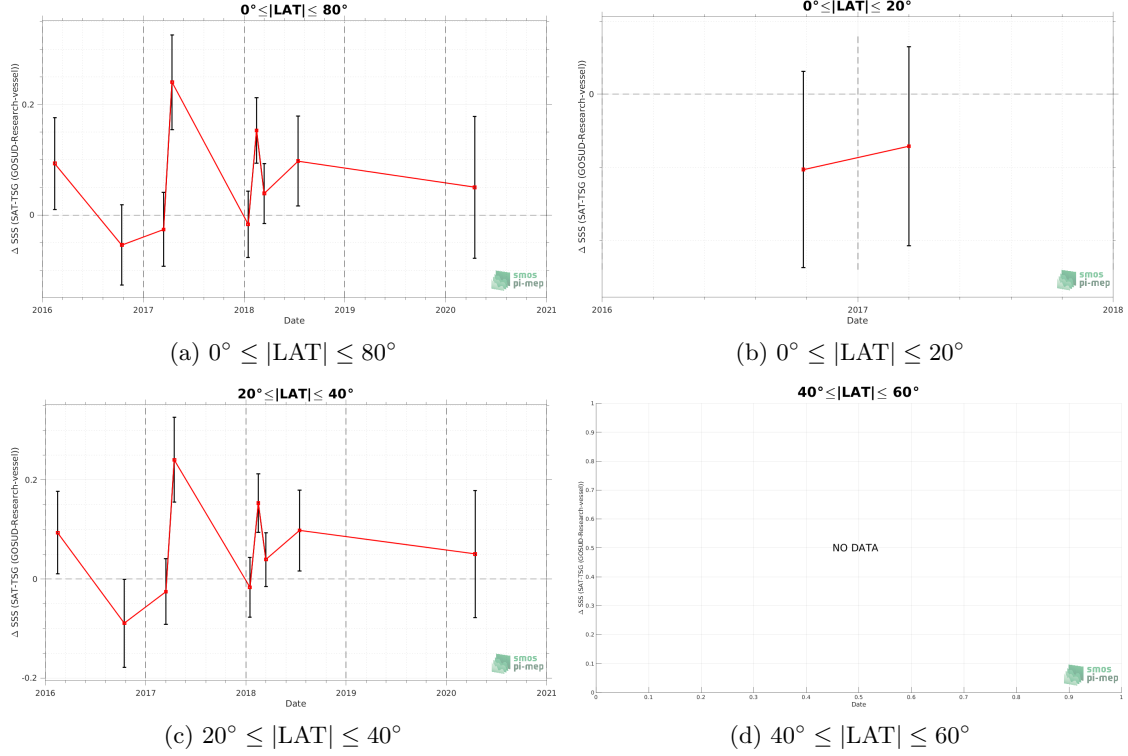 0°≤|LAT|≤ 80°
Δ SSS (SAT-TSG (GOSUD-Research-vessel))
0.2
0
smos
pi-mep
2016 2017 2018 2019 2020 2021
Date
(a) 0° ≤ |LAT| ≤ 80°
0°≤|LAT|≤ 20°
Δ SSS (SAT-TSG (GOSUD-Research-vessel))
0
smos
pi-mep
2016 2017 2018
Date
(b) 0° ≤ |LAT| ≤ 20°
20°≤|LAT|≤ 40°
Δ SSS (SAT-TSG (GOSUD-Research-vessel))
0.2
0
-0.2
smos
pi-mep
2016 2017 2018 2019 2020 2021
Date
(c) 20° ≤ |LAT| ≤ 40°
40°≤|LAT|≤ 60°
Δ SSS (SAT-TSG (GOSUD-Research-vessel))
1
0.9
0.8
0.7
0.6
0.5
0.4
0.3
0.2
0.1
0
NO DATA
smos
pi-mep
0 0.1 0.2 0.3 0.4 0.5 0.6 0.7 0.8 0.9 1
Date
(d) 40° ≤ |LAT| ≤ 60°